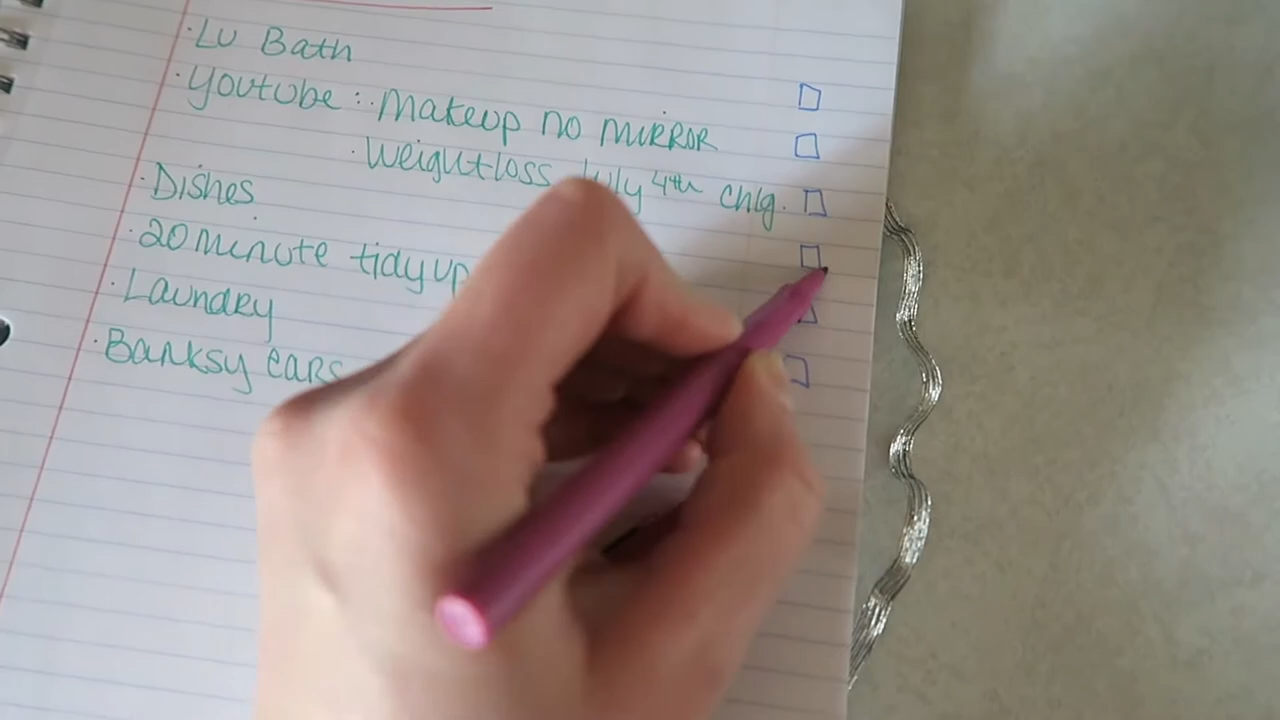 · Lu Bath
· Youtube : · Makeup no MIRROR
· Weightloss July 4th chlg.
· Dishes
· 20 minute tidy up
· Laundry
· Banksy ears